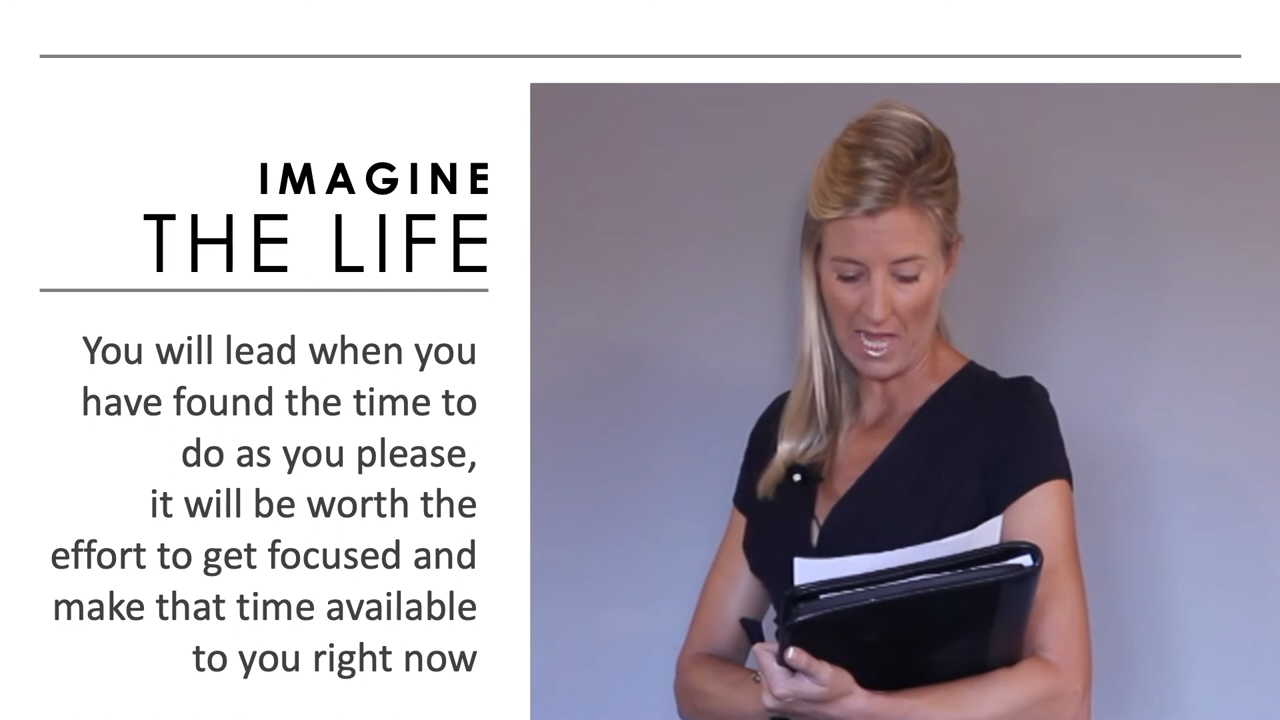 IMAGINE
THE LIFE
You will lead when you
have found the time to
do as you please,
it will be worth the
effort to get focused and
make that time available
to you right now